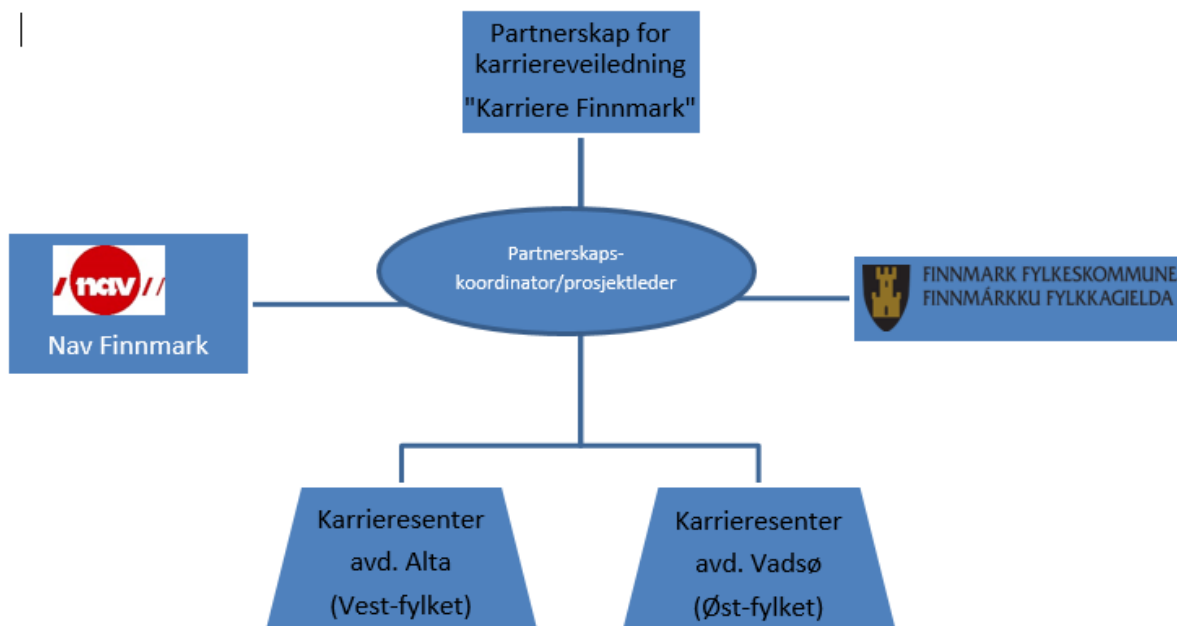 Partnerskap for
karriereveiledning
"Karriere Finnmark"
Partnerskaps-
koordinator/prosjektleder
nav
Nav Finnmark
FINNMARK FYLKESKOMMUNE
FINNMÁRKKU FYLKKAGIELDA
Karrieresenter
avd. Alta
(Vest-fylket)
Karrieresenter
avd. Vadsø
(Øst-fylket)